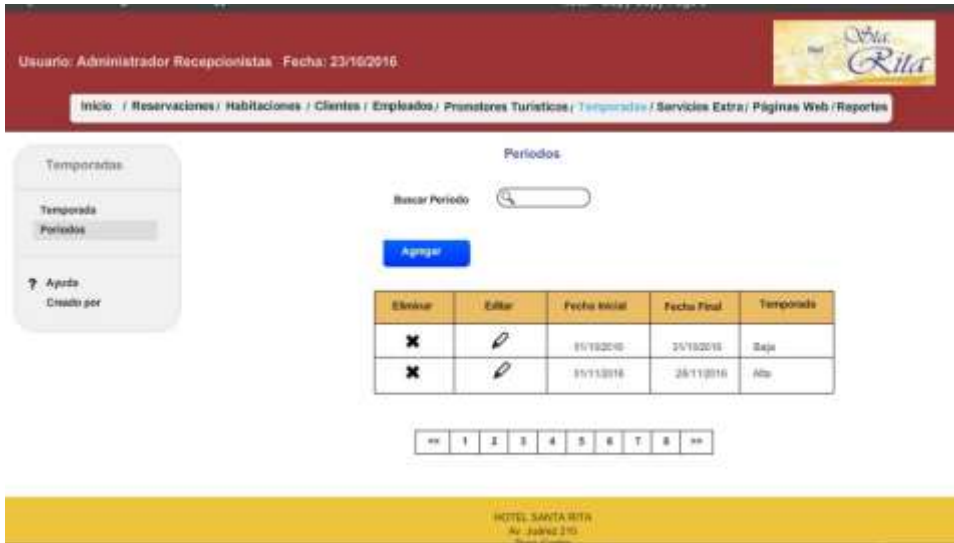 Usuario: Administrador Recepcionistas Fecha: 23/10/2016
Hotel
Sta.
Rita
Inicio / Reservaciones / Habitaciones / Clientes / Empleados / Promotores Turísticos / Temporadas / Servicios Extra / Páginas Web / Reportes
Temporadas
Temporada
Periodos
? Ayuda
Creado por
Periodos
Buscar Periodo
Agregar
Eliminar Editar Fecha Inicial Fecha Final Temporada
01/10/2016 31/10/2016 Baja
01/11/2016 28/11/2016 Alta
<< 1 2 3 4 5 6 7 8 >>
HOTEL SANTA RITA
Av. Juárez 210